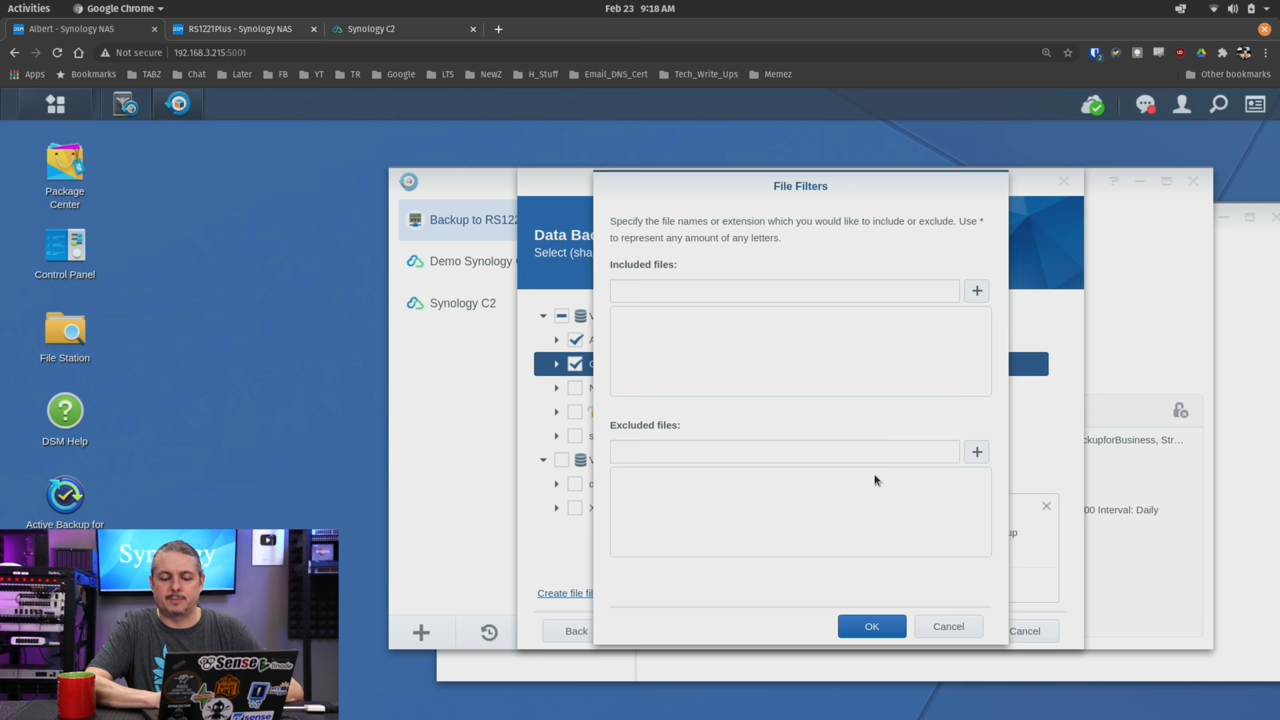 Activities
Google Chrome
Feb 23 9:18 AM
Albert - Synology NAS
RS1221Plus - Synology NAS
Synology C2
Not secure
192.168.3.215:5001
Apps
Bookmarks
TABZ
Chat
Later
FB
YT
TR
Google
LTS
NewZ
H_Stuff
Email_DNS_Cert
Tech_Write_Ups
Memez
Other bookmarks
Package
Center
Control Panel
File Station
DSM Help
Active Backup for
Backup to RS122
Demo Synology
Synology C2
Data Bac
Select (sha
File Filters
Specify the file names or extension which you would like to include or exclude. Use *
to represent any amount of any letters.
Included files:
Excluded files:
Create file fil
Back
OK
Cancel
Cancel
ckupforBusiness, Str...
00 Interval: Daily
up
Synology
Sense